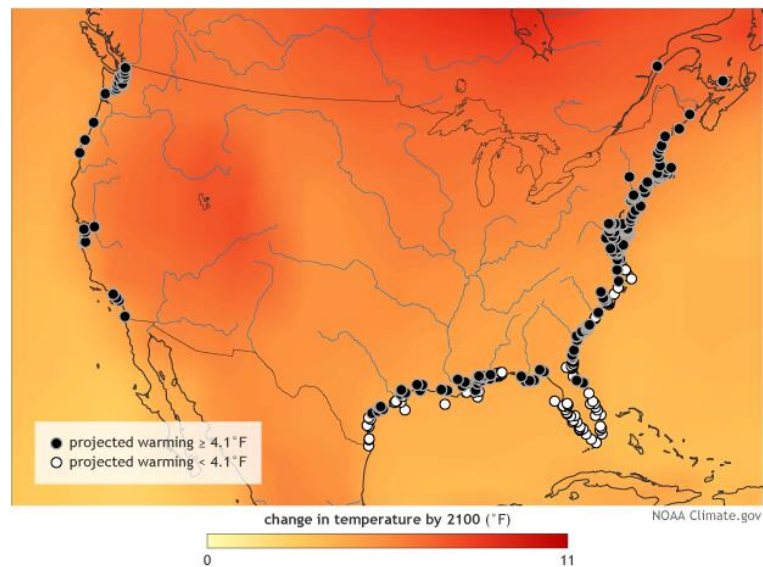 projected warming ≥ 4.1°F
projected warming < 4.1°F
change in temperature by 2100 (°F)
NOAA Climate.gov
0
11